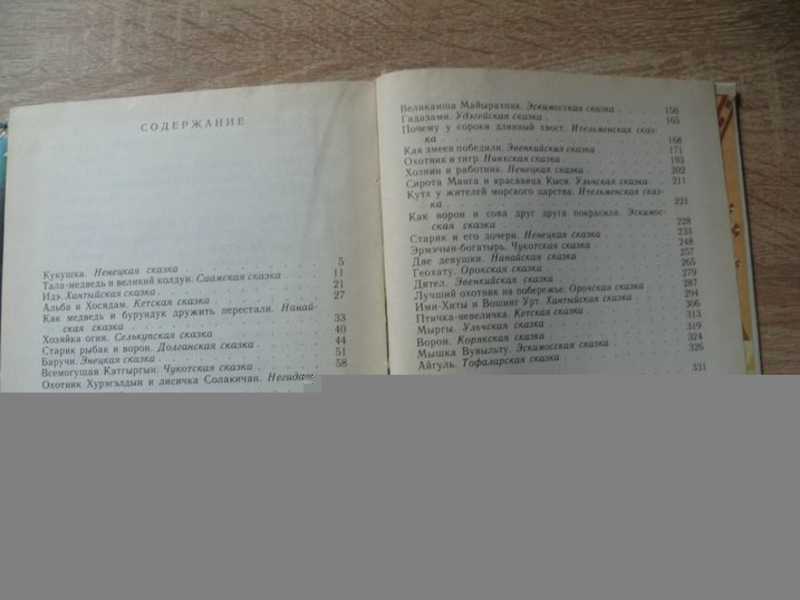 СОДЕРЖАНИЕ
Кукушка. Ненецкая сказка 5
Тала-медведь и великий колдун. Саамская сказка 11
Идэ. Хантыйская сказка 21
Альба и Хосядам. Кетская сказка 27
Как медведь и бурундук дружить перестали. Нанай-
ская сказка 33
Хозяйка огня. Селькупская сказка 40
Старик рыбак и ворон. Долганская сказка 44
Баручи. Энецкая сказка 51
Всемогущая Катгыргын. Чукотская сказка 58
Охотник Хурэгэлдын и лисичка Солакичан. Негидаль-
Великанша Майырахпак. Эскимосская сказка 156
Гидазами. Удэгейская сказка 165
Почему у сороки длинный хвост. Ительменская сказ-
ка 168
Как змеев победили. Эвенкийская сказка 171
Охотник и тигр. Нивхская сказка 193
Хозяин и работник. Ненецкая сказка 202
Сирота Манга и красавица Кыси. Ульчская сказка 211
Кутх у жителей морского царства. Ительменская сказ-
ка 221
Как ворон и сова друг друга покрасили. Эскимос-
ская сказка 228
Старик и его дочери. Ненецкая сказка 233
Эрмэчын-богатырь. Чукотская сказка 248
Две девушки. Нанайская сказка 257
Геохату. Орокская сказка 265
Дятел. Эвенкийская сказка 279
Лучший охотник на побережье. Орочская сказка 287
Ими-Хиты и Вошинг Урт. Хантыйская сказка 294
Птичка-невеличка. Кетская сказка 306
Мыргы. Ульчская сказка 313
Ворон. Корякская сказка 319
Мышка Вувыльту. Эскимосская сказка 324
Айгуль. Тофаларская сказка 326
331